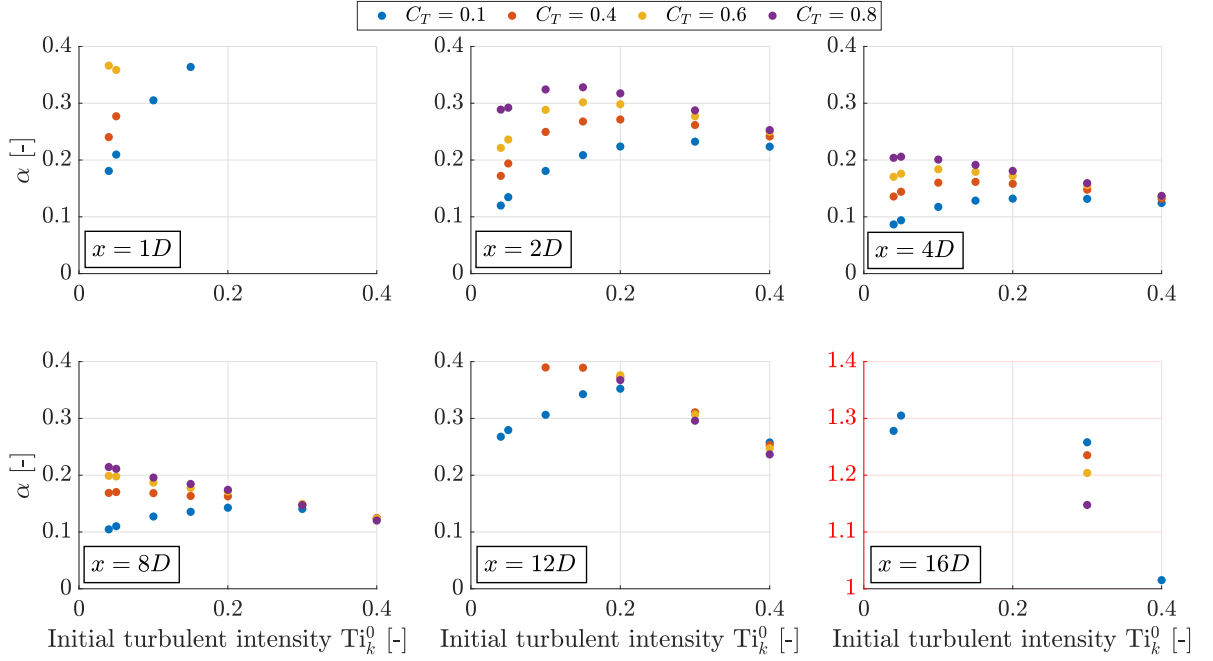 C_T = 0.1 C_T = 0.4 C_T = 0.6 C_T = 0.8
0.4
0.3
0.2
0.1
0
α [-]
x = 1D
0 0.2 0.4
0.4
0.3
0.2
0.1
0
x = 2D
0 0.2 0.4
0.4
0.3
0.2
0.1
0
x = 4D
0 0.2 0.4
0.4
0.3
0.2
0.1
0
α [-]
x = 8D
0 0.2 0.4
Initial turbulent intensity Ti_k^0 [-]
0.4
0.3
0.2
0.1
0
x = 12D
0 0.2 0.4
Initial turbulent intensity Ti_k^0 [-]
1.4
1.3
1.2
1.1
1
x = 16D
0 0.2 0.4
Initial turbulent intensity Ti_k^0 [-]